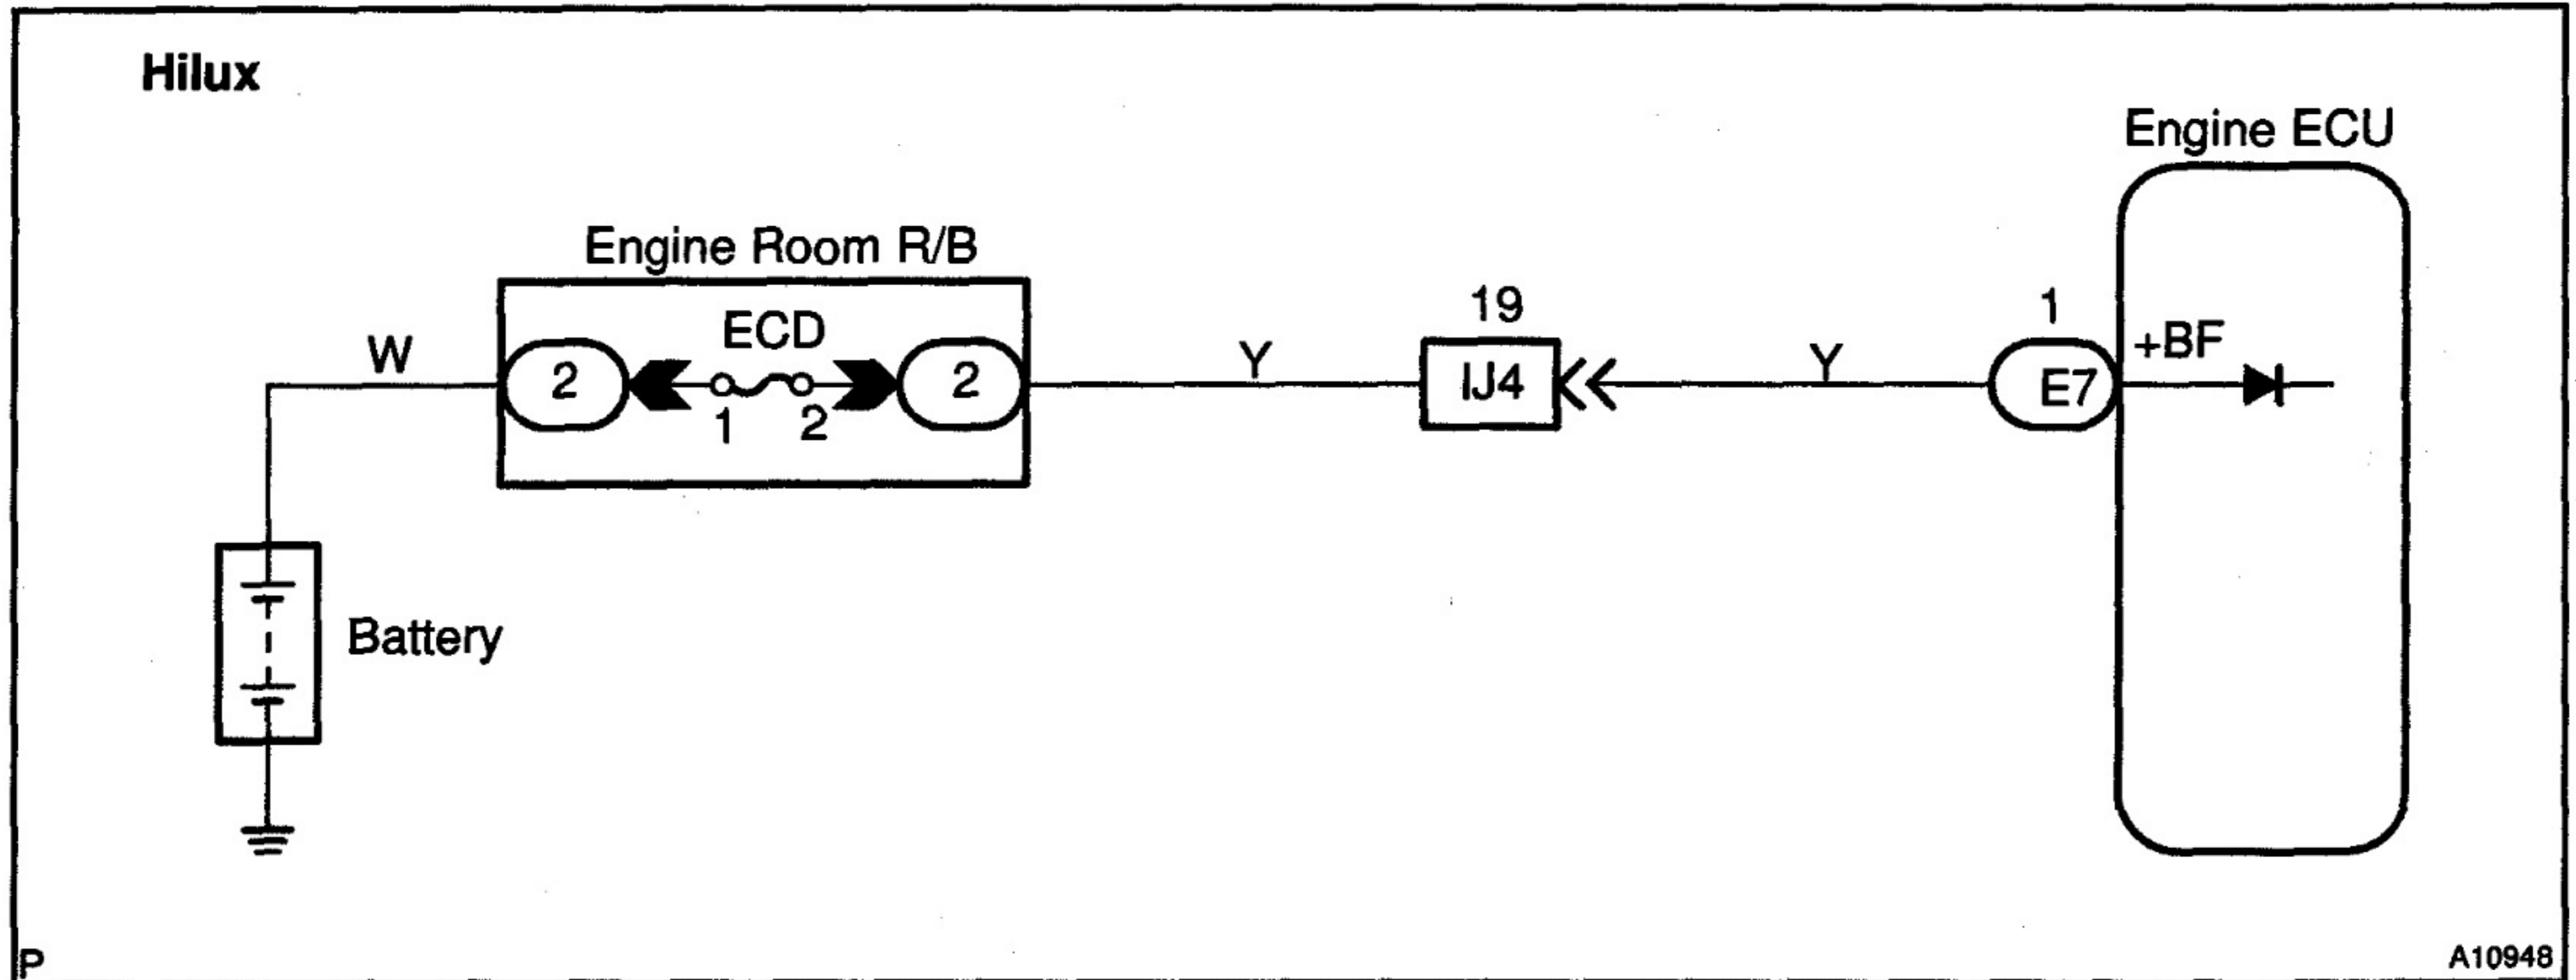 Hilux
Engine ECU
Engine Room R/B
ECD
W
2
1
2
2
Y
19
IJ4
Y
1
E7
+BF
Battery
P
A10948